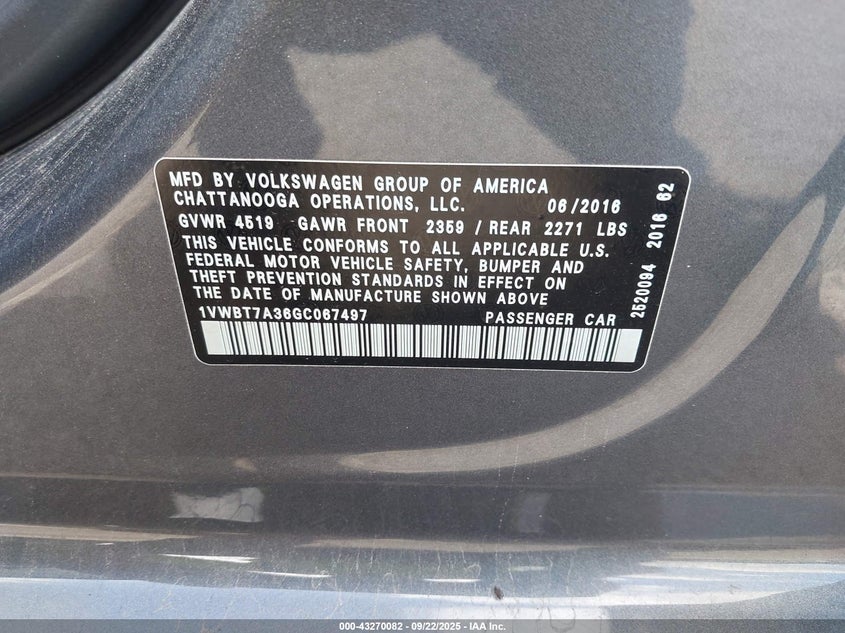 MFD BY VOLKSWAGEN GROUP OF AMERICA
CHATTANOOGA OPERATIONS, LLC. 06/2016
GVWR 4519 GAWR FRONT 2359 / REAR 2271 LBS
THIS VEHICLE CONFORMS TO ALL APPLICABLE U.S.
FEDERAL MOTOR VEHICLE SAFETY, BUMPER AND
THEFT PREVENTION STANDARDS IN EFFECT ON
THE DATE OF MANUFACTURE SHOWN ABOVE
1VWBT7A36GC067497 PASSENGER CAR
2520094 2016 62
000-43270082 - 09/22/2025 - IAA Inc.